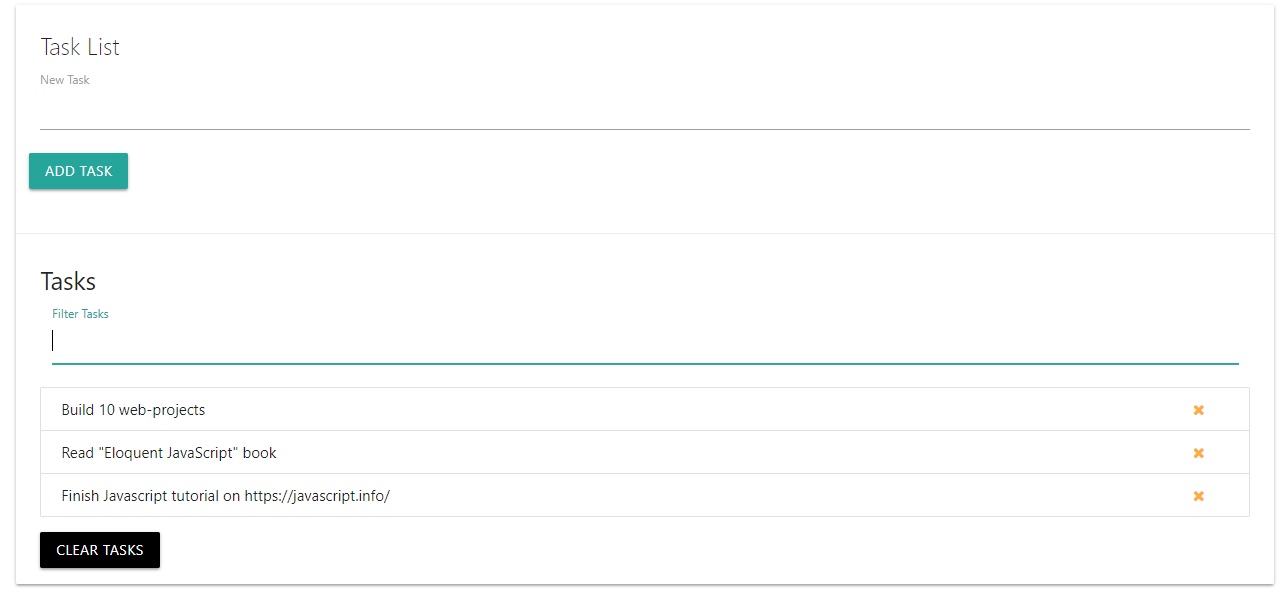 Task List
New Task
ADD TASK
Tasks
Filter Tasks
Build 10 web-projects
Read "Eloquent JavaScript" book
Finish Javascript tutorial on https://javascript.info/
CLEAR TASKS